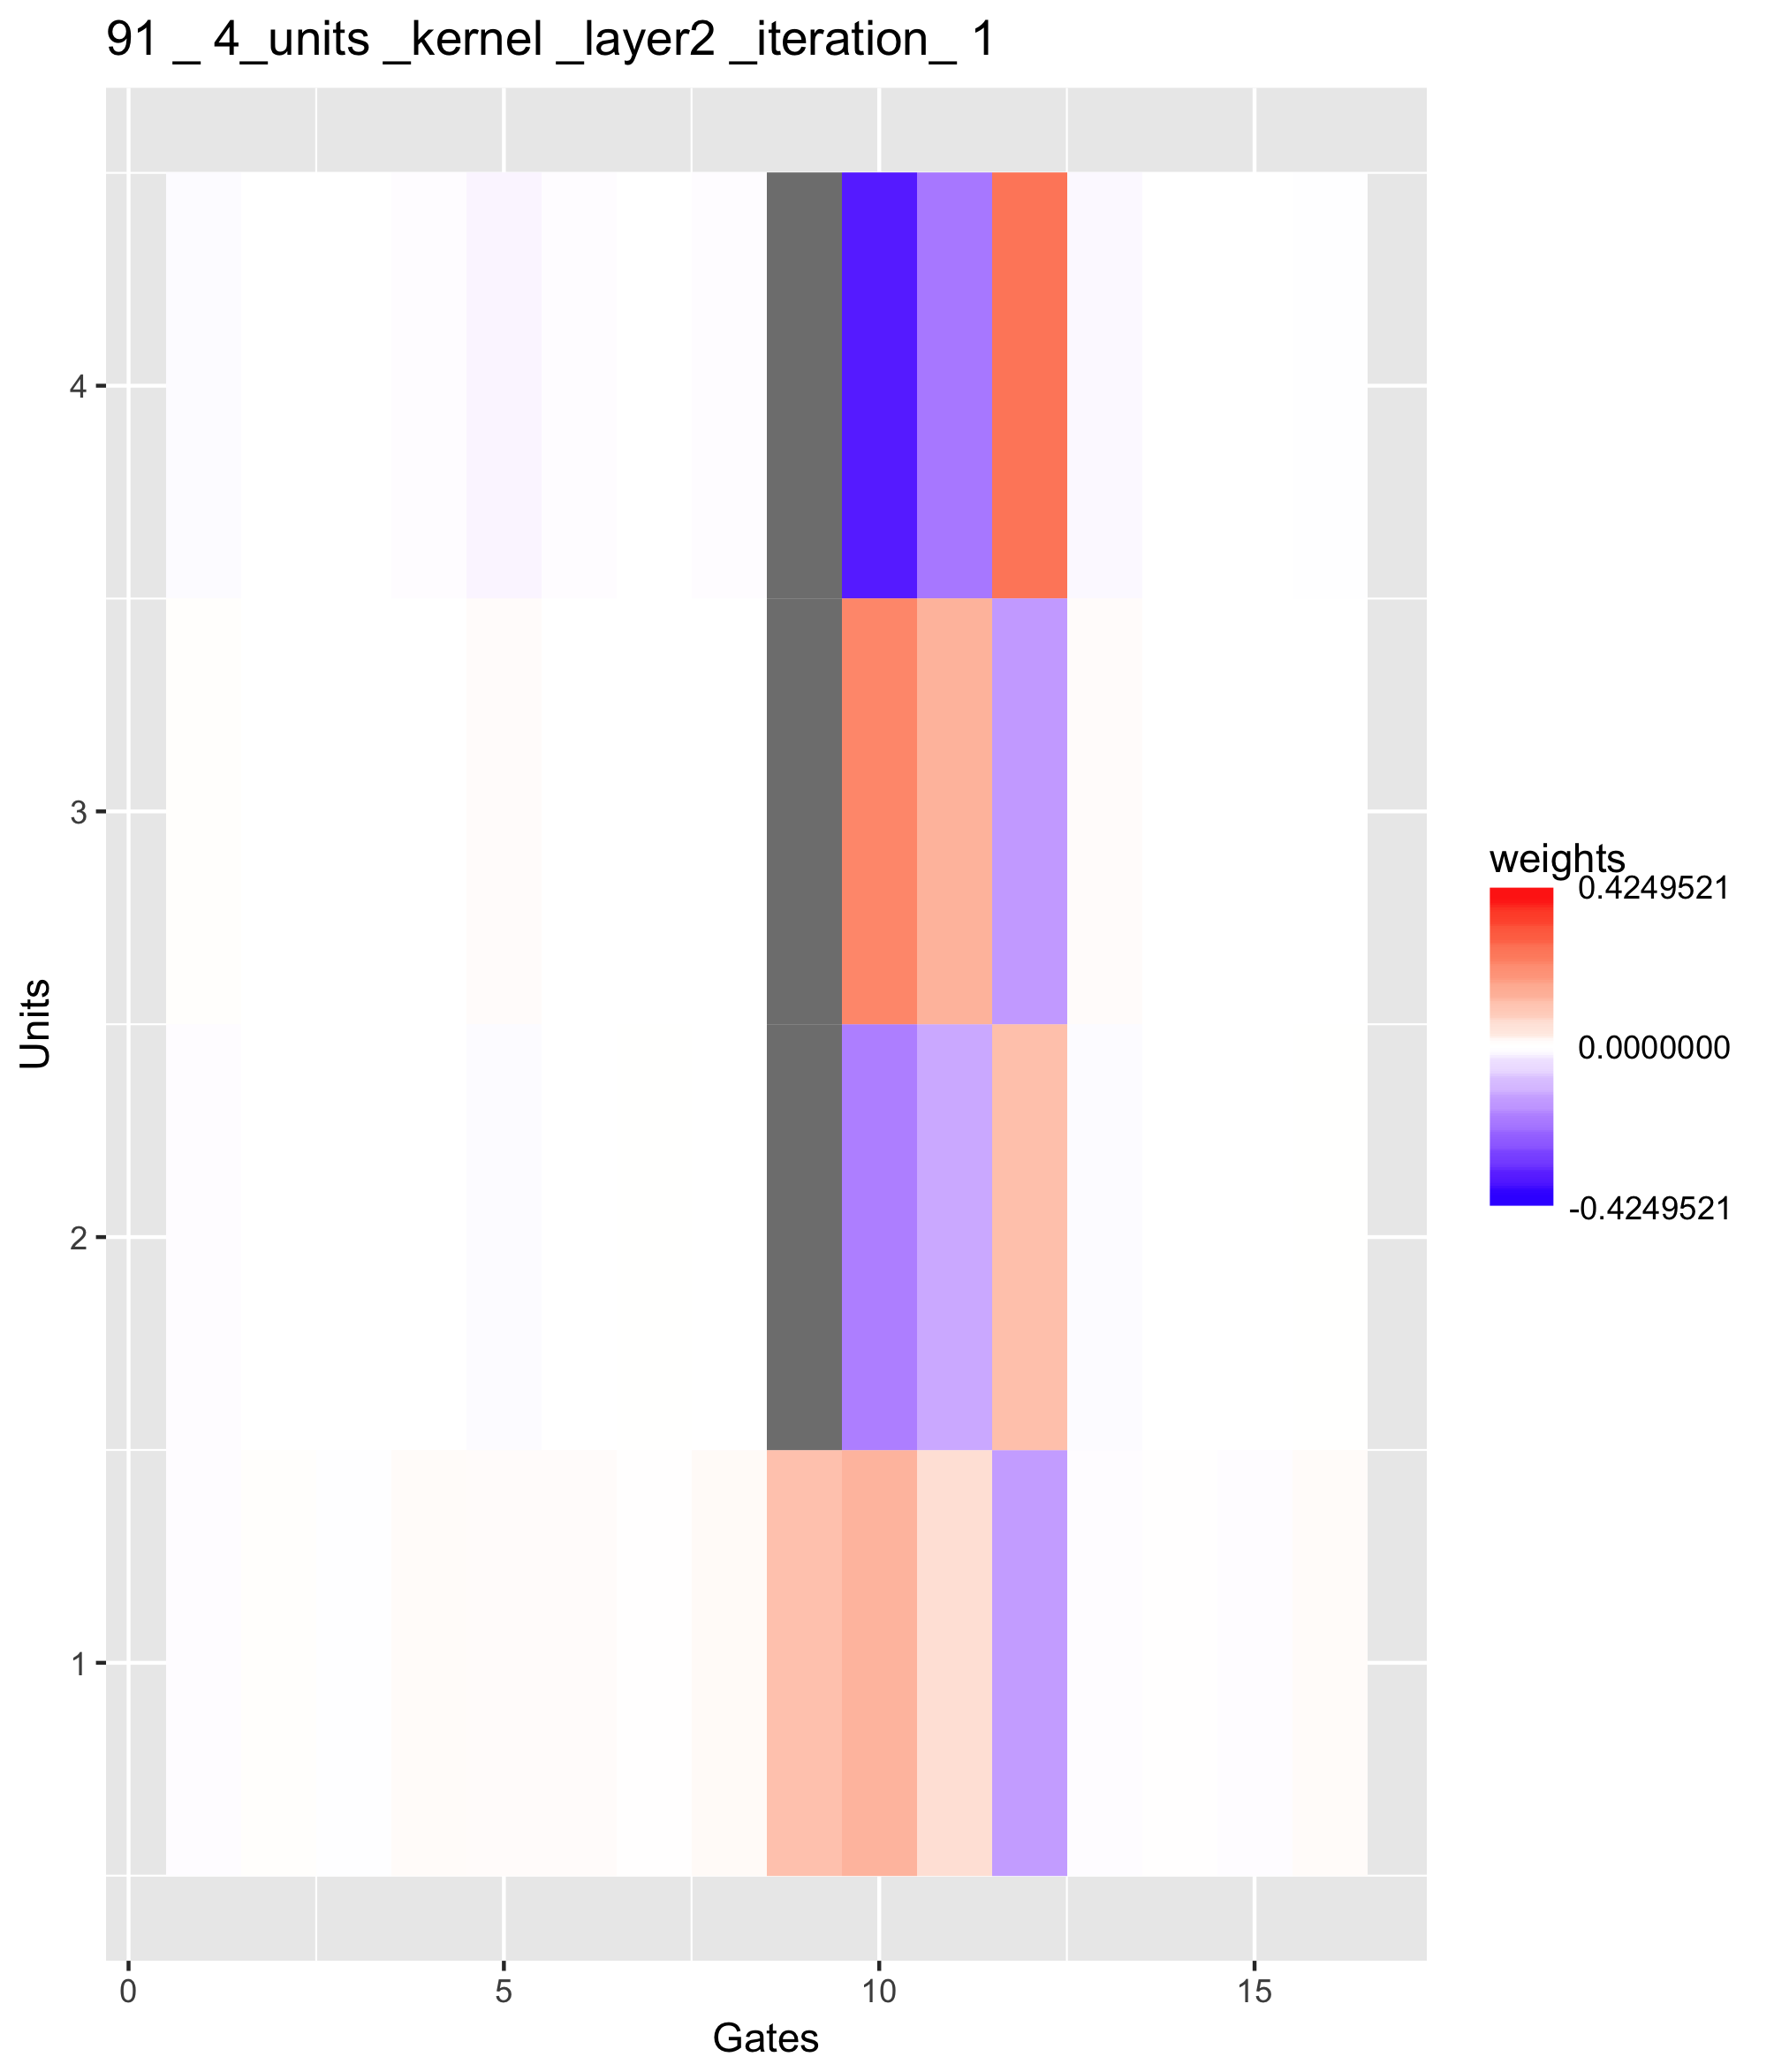 91 _ 4_units _kernel _layer2 _iteration_ 1
4
3
2
1
Units
0 5 10 15
Gates
weights
0.4249521
0.0000000
-0.4249521